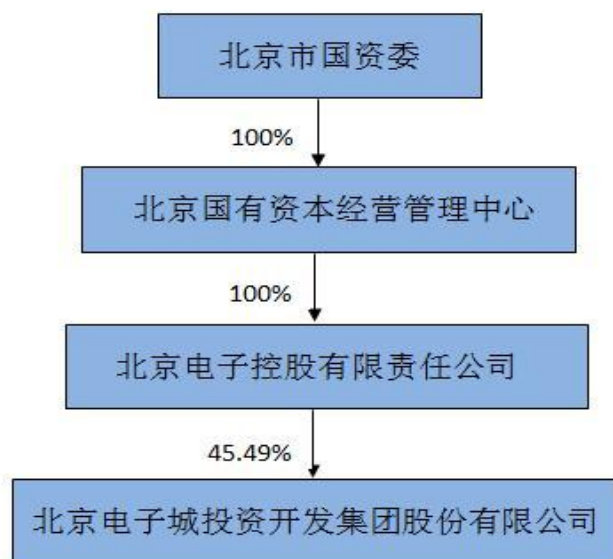 北京市国资委
100%
北京国有资本经营管理中心
100%
北京电子控股有限责任公司
45.49%
北京电子城投资开发集团股份有限公司